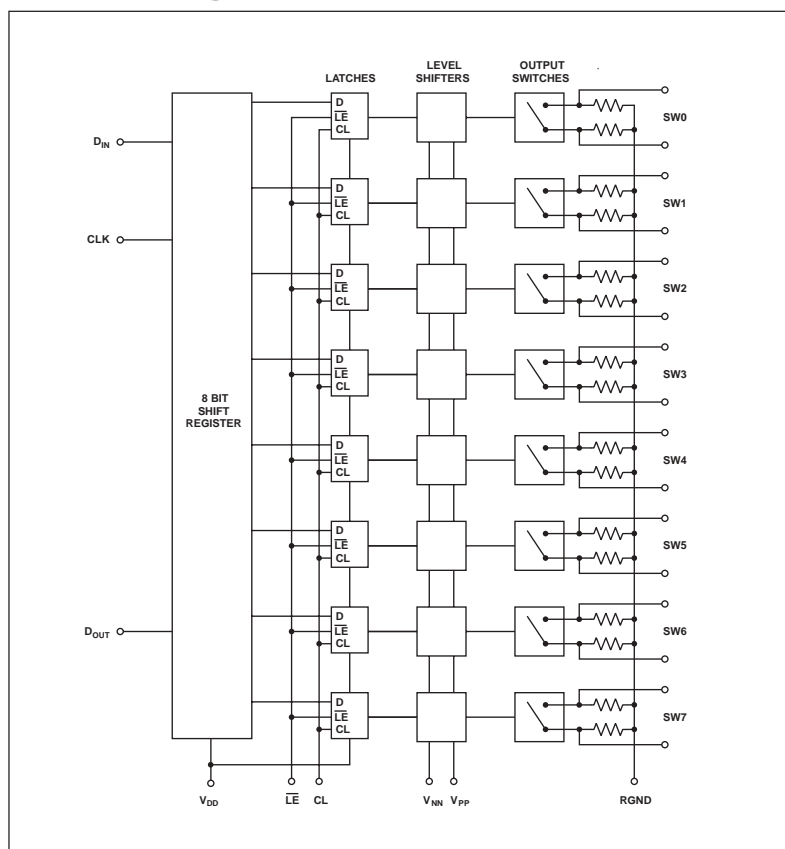 LATCHES
LEVEL
SHIFTERS
OUTPUT
SWITCHES
D
LE
CL
SW0
DIN
D
LE
CL
SW1
CLK
D
LE
CL
SW2
D
LE
CL
SW3
8 BIT
SHIFT
REGISTER
D
LE
CL
SW4
D
LE
CL
SW5
D
LE
CL
SW6
DOUT
D
LE
CL
SW7
VDD
LE
CL
VNN
VPP
RGND